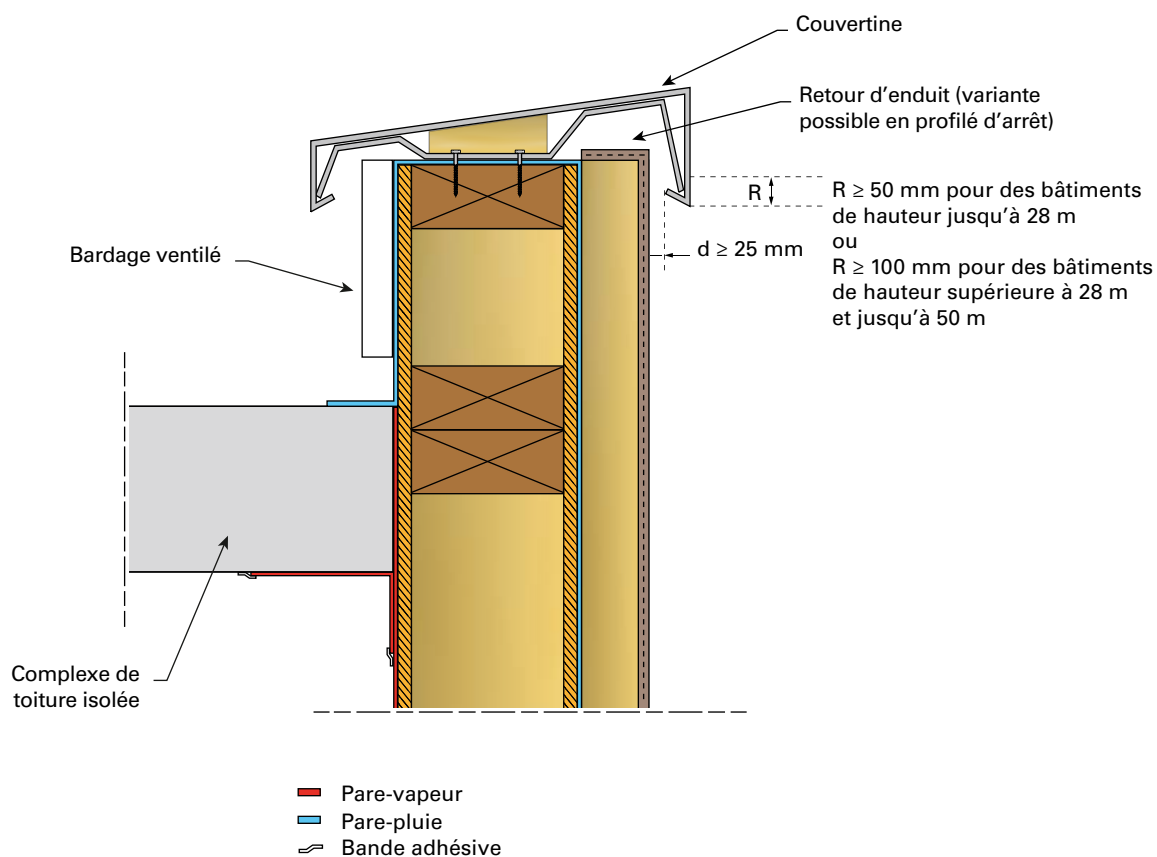 Couvertine
Retour d’enduit (variante
possible en profilé d’arrêt)
R
R ≥ 50 mm pour des bâtiments
de hauteur jusqu’à 28 m
ou
R ≥ 100 mm pour des bâtiments
de hauteur supérieure à 28 m
et jusqu’à 50 m
d ≥ 25 mm
Bardage ventilé
Complexe de
toiture isolée
Pare-vapeur
Pare-pluie
Bande adhésive